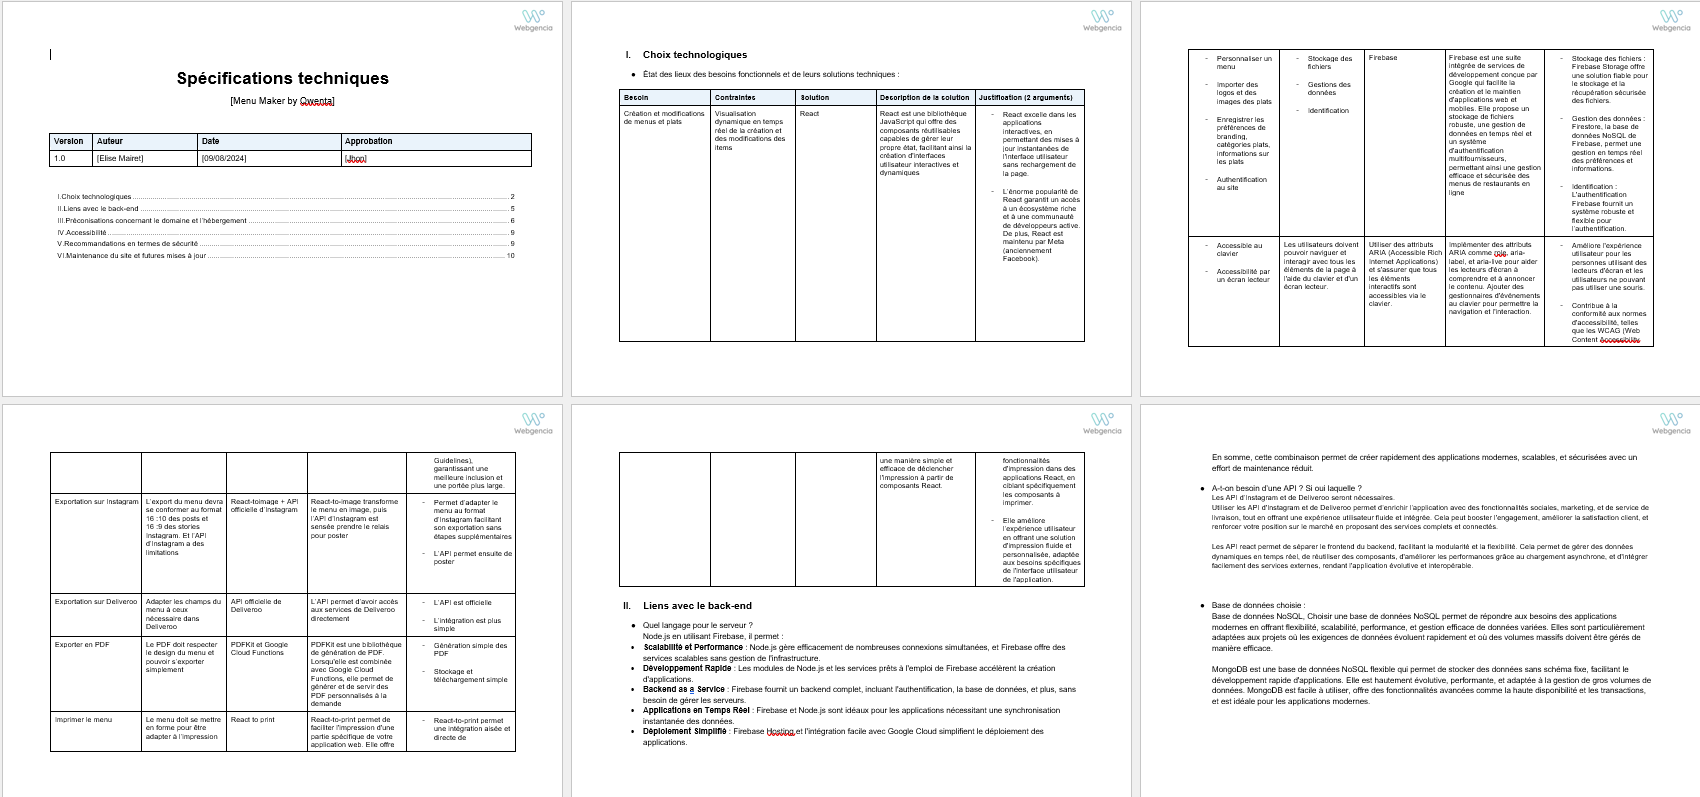 Webgencia
Spécifications techniques
[Menu Maker by Qwenta]
Version Auteur Date Approbation
1.0 [Elise Mairet] [09/08/2024] [Jhon]
I.Choix technologiques 2
II.Liens avec le back-end 5
III.Préconisations concernant le domaine et l'hébergement 6
IV.Accessibilité 9
V.Recommandations en termes de sécurité 9
VI.Maintenance du site et futures mises à jour 10
Webgencia
I. Choix technologiques
● État des lieux des besoins fonctionnels et de leurs solutions techniques :
Besoin Contraintes Solution Description de la solution Justification (2 arguments)
Création et modifications
de menus et plats
Visualisation
dynamique en temps
réel de la création et
des modifications des
items
React
React est une bibliothèque
JavaScript qui offre des
composants réutilisables
capables de gérer leur
propre état, facilitant ainsi la
création d'interfaces
utilisateur interactives et
dynamiques
- React excelle dans les
applications
interactives, en
permettant des mises à
jour instantanées de
l'interface utilisateur
sans rechargement de
la page.
- L'énorme popularité de
React garantit un accès
à un écosystème riche
et à une communauté
de développeurs active.
De plus, React est
maintenu par Meta
(anciennement
Facebook).
Webgencia
- Personnaliser un
menu
- Importer des
logos et des
images des plats
- Enregistrer les
préférences de
branding,
catégories plats,
informations sur
les plats
- Authentification
au site
- Stockage des
fichiers
- Gestions des
données
- identification
Firebase
Firebase est une suite
intégrée de services de
développement conçue par
Google qui facilite la
création et le maintien
d'applications web et
mobiles. Elle propose un
stockage de fichiers
robuste, une gestion de
données en temps réel et
un système
d'authentification
multifournisseurs,
permettant ainsi une gestion
efficace et sécurisée des
menus de restaurants en
ligne
- Stockage des fichiers :
Firebase Storage offre
une solution fiable pour
le stockage et la
récupération sécurisée
des fichiers.
- Gestion des données :
Firestore, la base de
données NoSQL de
Firebase, permet une
gestion en temps réel
des préférences et
informations.
- Identification :
L'authentification
Firebase fournit un
système robuste et
flexible pour
l'authentification.
- Accessible au
clavier
- Accessibilité par
un écran lecteur
Les utilisateurs doivent
pouvoir naviguer et
interagir avec tous les
éléments de la page à
l'aide du clavier et d'un
écran lecteur.
Utiliser des attributs
ARIA (Accessible Rich
Internet Applications)
et s'assurer que tous
les éléments
interactifs sont
accessibles via le
clavier.
Implémenter des attributs
ARIA comme role, aria-
label, et aria-live pour aider
les lecteurs d'écran à
comprendre et à annoncer
le contenu. Ajouter des
gestionnaires d'événements
au clavier pour permettre la
navigation et l'interaction.
- Améliore l'expérience
utilisateur pour les
personnes utilisant des
lecteurs d'écran et les
utilisateurs ne pouvant
pas utiliser une souris.
- Contribue à la
conformité aux normes
d'accessibilité, telles
que les WCAG (Web
Content Accessibility
Webgencia
Guidelines),
garantissant une
meilleure inclusion et
une portée plus large.
Exportation sur Instagram
L'export du menu devra
se conformer au format
16 :10 des posts et
16 :9 des stories
Instagram. Et l'API
d'Instagram a des
limitations
React-toimage + API
officielle d'Instagram
React-to-image transforme
le menu en image, puis
l'API d'Instagram est
sensée prendre le relais
pour poster
- Permet d'adapter le
menu au format
d'Instagram facilitant
son exportation sans
étapes supplémentaires
- L'API permet ensuite de
poster
Exportation sur Deliveroo
Adapter les champs du
menu à ceux
nécessaire dans
Deliveroo
API officielle de
Deliveroo
L'API permet d'avoir accès
aux services de Deliveroo
directement
- L'API est officielle
- L'intégration est plus
simple
Exporter en PDF
Le PDF doit respecter
le design du menu et
pouvoir s'exporter
simplement
PDFKit et Google
Cloud Functions
PDFKit est une bibliothèque
de génération de PDF.
Lorsqu'elle est combinée
avec Google Cloud
Functions, elle permet de
générer et de servir des
PDF personnalisés à la
demande
- Génération simple des
PDF
- Stockage et
téléchargement simple
Imprimer le menu
Le menu doit se mettre
en forme pour être
adapter à l'impression
React to print
React-to-print permet de
faciliter l'impression d'une
partie spécifique de votre
application web. Elle offre
- React-to-print permet
une intégration aisée et
directe de
Webgencia
une manière simple et
efficace de déclencher
l'impression à partir de
composants React.
fonctionnalités
d'impression dans des
applications React, en
ciblant spécifiquement
les composants à
imprimer.
- Elle améliore
l'expérience utilisateur
en offrant une solution
d'impression fluide et
personnalisée, adaptée
aux besoins spécifiques
de l'interface utilisateur
de l'application.
II. Liens avec le back-end
● Quel langage pour le serveur ?
Node.js en utilisant Firebase, il permet :
● Scalabilité et Performance : Node.js gère efficacement de nombreuses connexions simultanées, et Firebase offre des
services scalables sans gestion de l'infrastructure.
● Développement Rapide : Les modules de Node.js et les services prêts à l'emploi de Firebase accélèrent la création
d'applications.
● Backend as a Service : Firebase fournit un backend complet, incluant l'authentification, la base de données, et plus, sans
besoin de gérer les serveurs.
● Applications en Temps Réel : Firebase et Node.js sont idéaux pour les applications nécessitant une synchronisation
instantanée des données.
● Déploiement Simplifié : Firebase Hosting et l'intégration facile avec Google Cloud simplifient le déploiement des
applications.
Webgencia
En somme, cette combinaison permet de créer rapidement des applications modernes, scalables, et sécurisées avec un
effort de maintenance réduit.
● A-t-on besoin d'une API ? Si oui laquelle ?
Les API d'Instagram et de Deliveroo seront nécessaires.
Utiliser les API d'Instagram et de Deliveroo permet d'enrichir l'application avec des fonctionnalités sociales, marketing, et de service de
livraison, tout en offrant une expérience utilisateur fluide et intégrée. Cela peut booster l'engagement, améliorer la satisfaction client, et
renforcer votre position sur le marché en proposant des services complets et connectés.
Les API react permet de séparer le frontend du backend, facilitant la modularité et la flexibilité. Cela permet de gérer des données
dynamiques en temps réel, de réutiliser des composants, d'améliorer les performances grâce au chargement asynchrone, et d'intégrer
facilement des services externes, rendant l'application évolutive et interopérable.
● Base de données choisie :
Base de données NoSQL, Choisir une base de données NoSQL permet de répondre aux besoins des applications
modernes en offrant flexibilité, scalabilité, performance, et gestion efficace de données variées. Elles sont particulièrement
adaptées aux projets où les exigences de données évoluent rapidement et où des volumes massifs doivent être gérés de
manière efficace.
MongoDB est une base de données NoSQL flexible qui permet de stocker des données sans schéma fixe, facilitant le
développement rapide d'applications. Elle est hautement évolutive, performante, et adaptée à la gestion de gros volumes de
données. MongoDB est facile à utiliser, offre des fonctionnalités avancées comme la haute disponibilité et les transactions,
et est idéale pour les applications modernes.